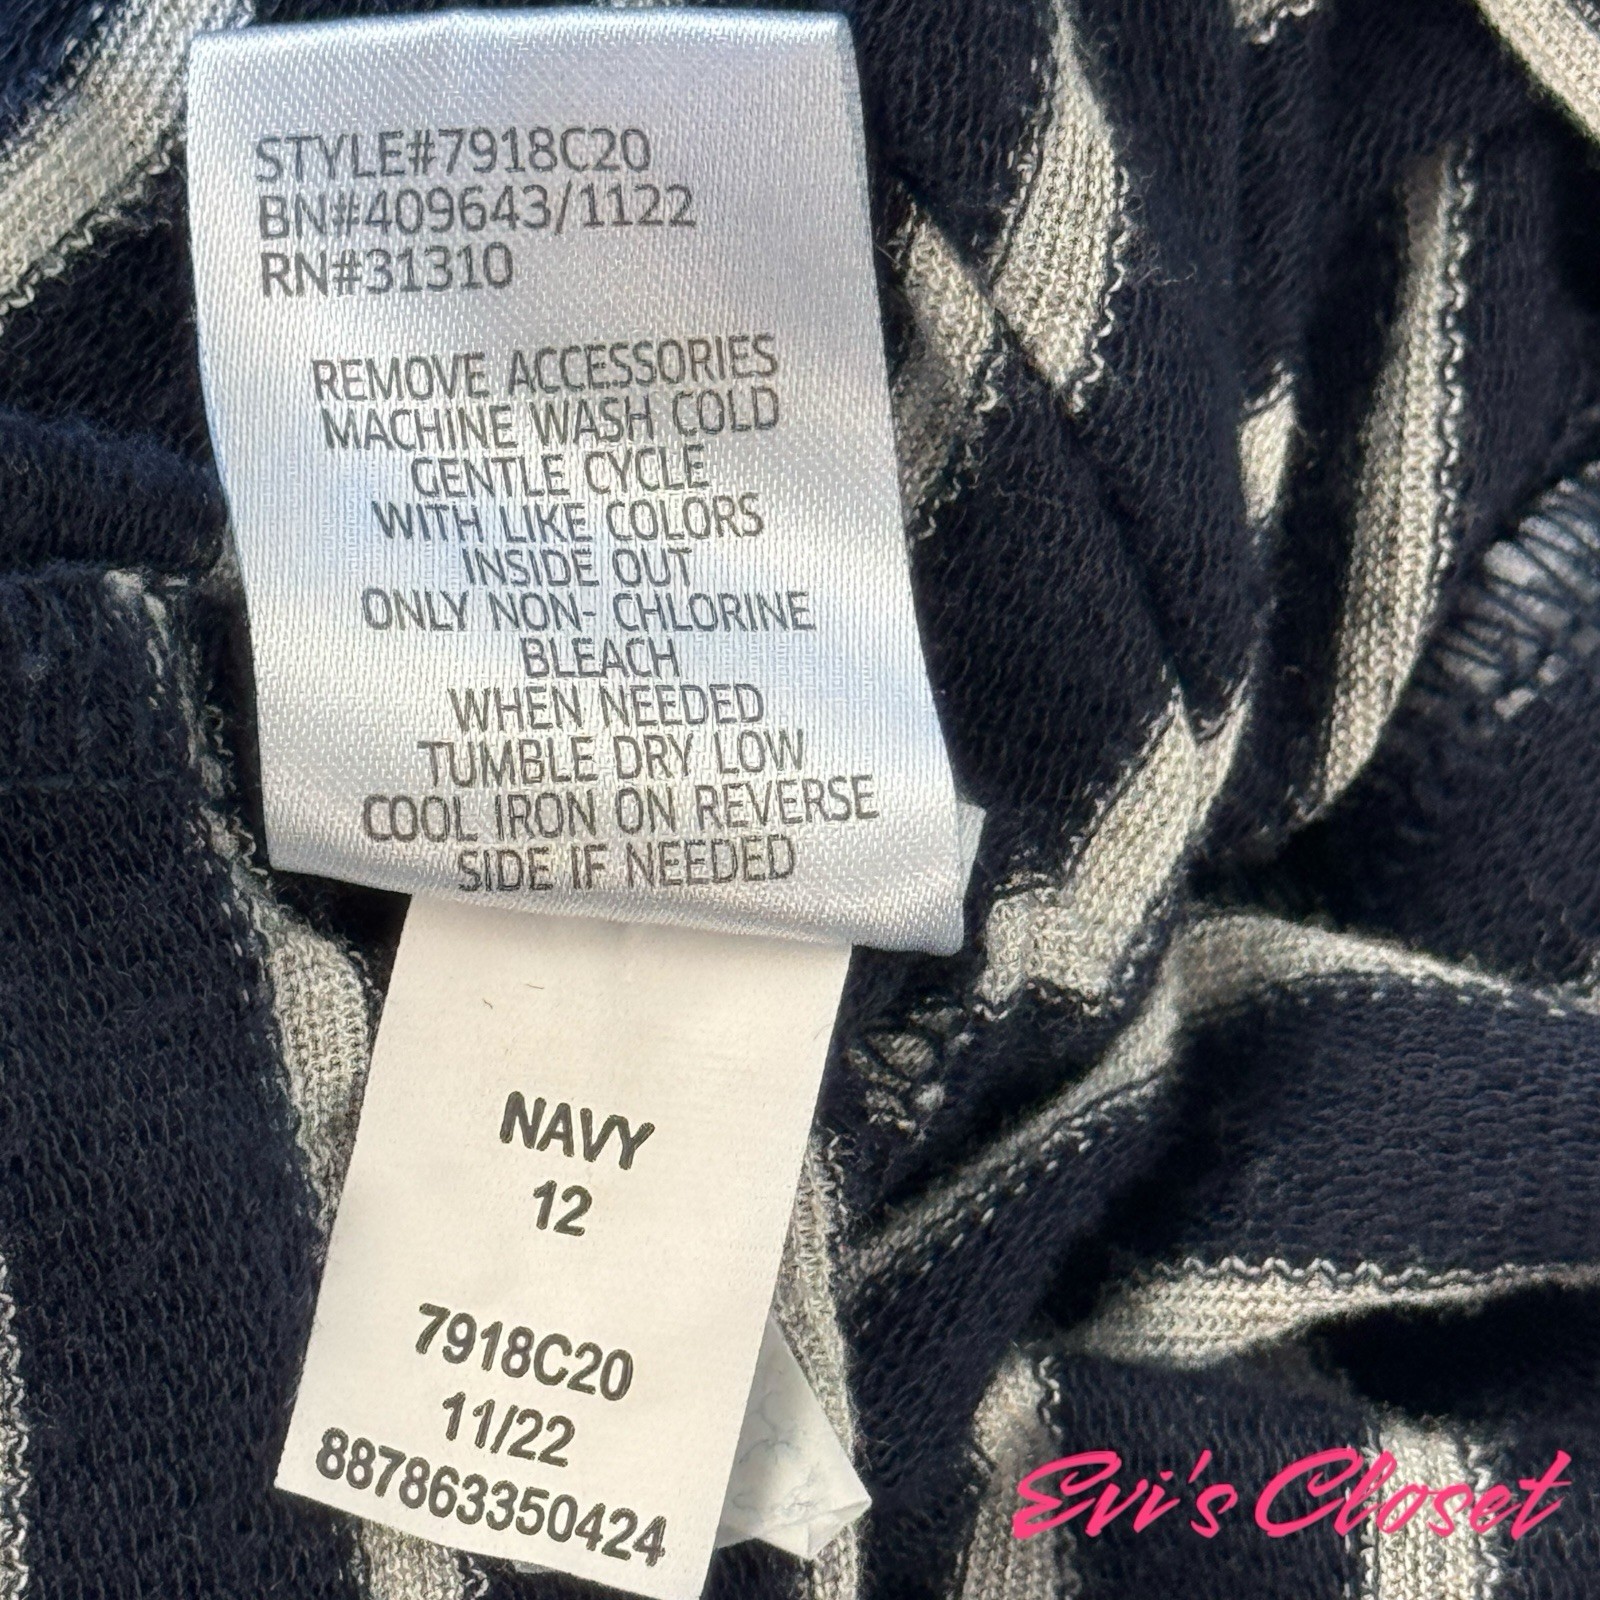 STYLE#7918C20
BN#409643/1122
RN#31310
REMOVE ACCESSORIES
MACHINE WASH COLD
GENTLE CYCLE
WITH LIKE COLORS
INSIDE OUT
ONLY NON- CHLORINE
BLEACH
WHEN NEEDED
TUMBLE DRY LOW
COOL IRON ON REVERSE
SIDE IF NEEDED
NAVY
12
7918C20
11/22
887863350424
Evi's Closet